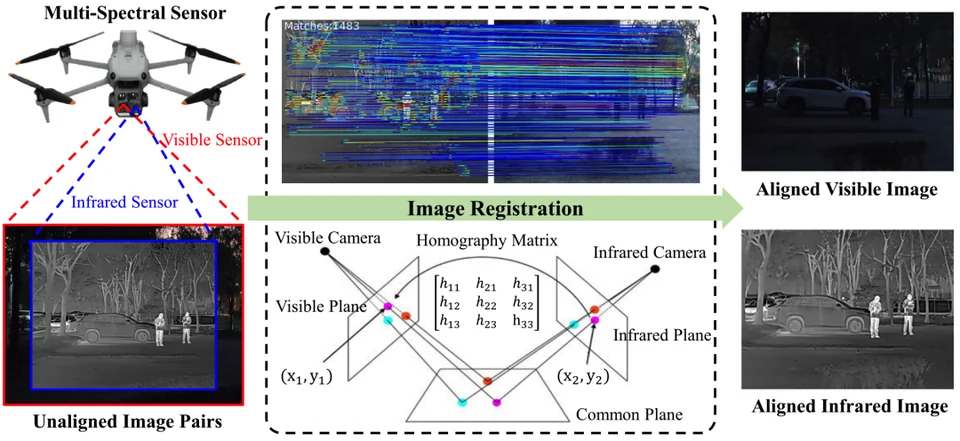 Multi-Spectral Sensor
Visible Sensor
Infrared Sensor
Unaligned Image Pairs
Matches:1483
Image Registration
Visible Camera
Homography Matrix
Infrared Camera
Visible Plane
h11 h21 h31
h12 h22 h32
h13 h23 h33
Infrared Plane
(x1,y1)
(x2,y2)
Common Plane
Aligned Visible Image
Aligned Infrared Image